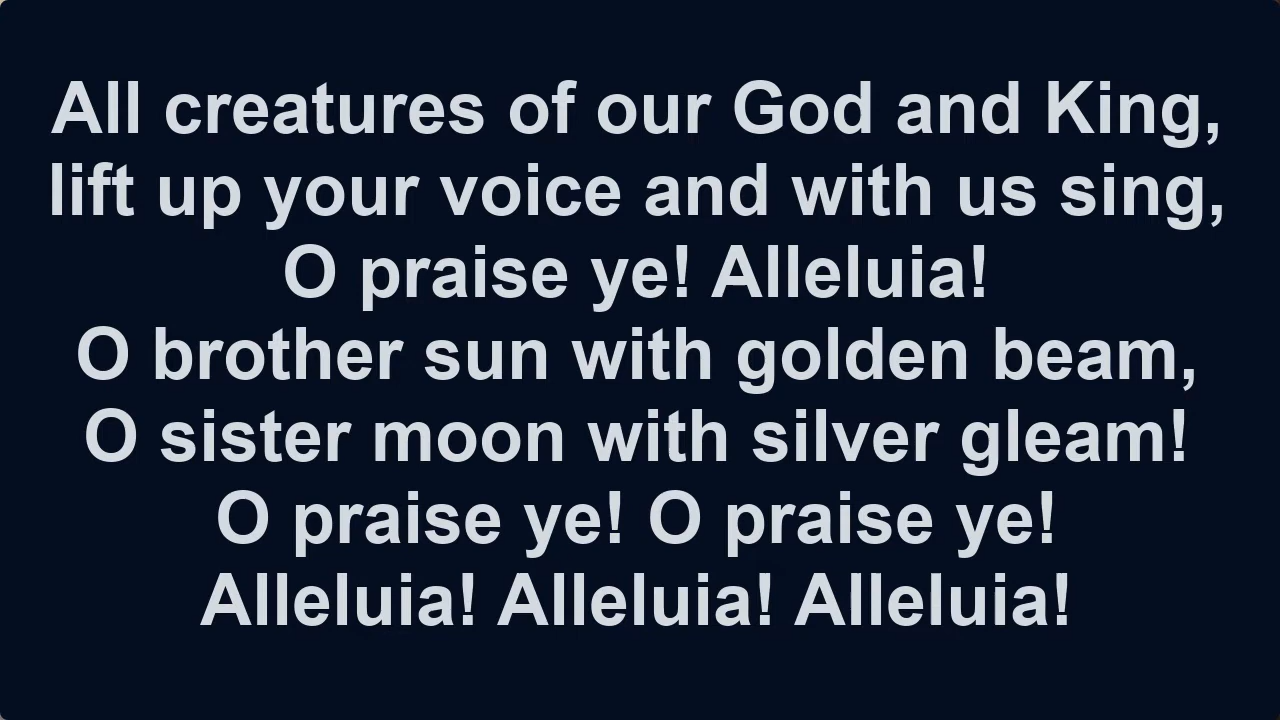 All creatures of our God and King,
lift up your voice and with us sing,
O praise ye! Alleluia!
O brother sun with golden beam,
O sister moon with silver gleam!
O praise ye! O praise ye!
Alleluia! Alleluia! Alleluia!